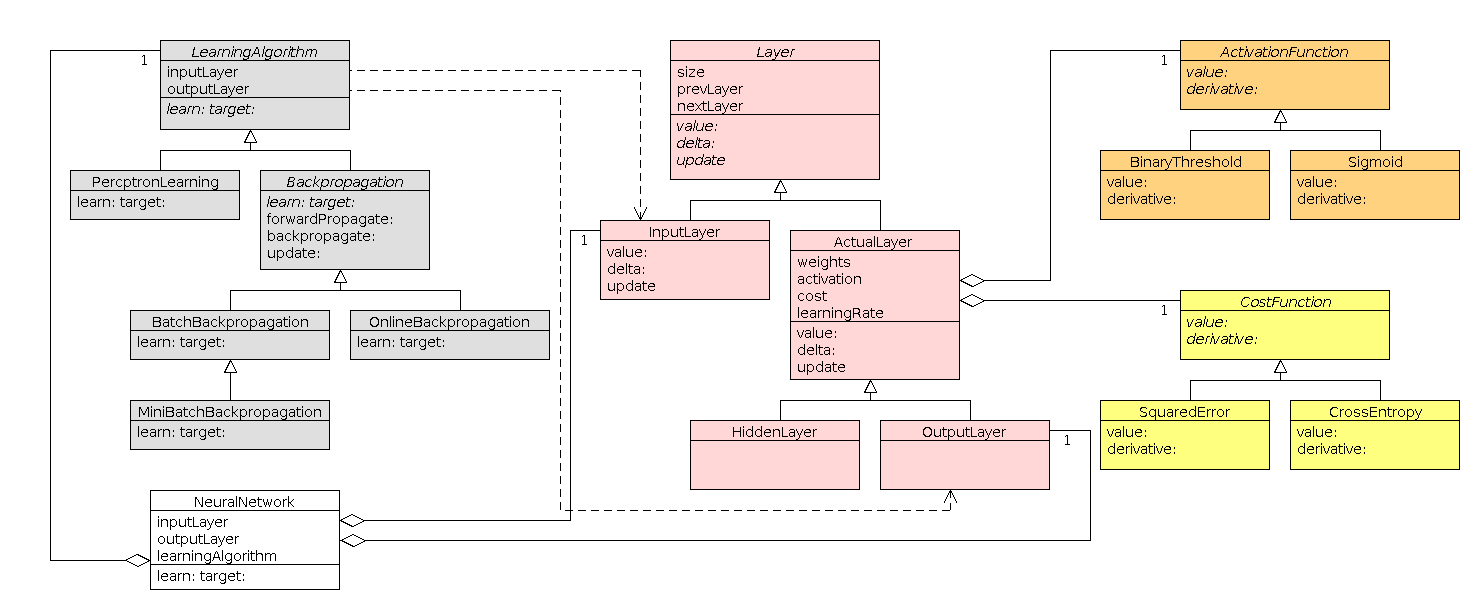 LearningAlgorithm
inputLayer
outputLayer
learn: target:
1
PercptronLearning
learn: target:
Backpropagation
learn: target:
forwardPropagate:
backpropagate:
update:
BatchBackpropagation
learn: target:
OnlineBackpropagation
learn: target:
MiniBatchBackpropagation
learn: target:
NeuralNetwork
inputLayer
outputLayer
learningAlgorithm
learn: target:
Layer
size
prevLayer
nextLayer
value:
delta:
update
1
InputLayer
value:
delta:
update
ActualLayer
weights
activation
cost
learningRate
value:
delta:
update
HiddenLayer
OutputLayer
1
ActivationFunction
value:
derivative:
1
BinaryThreshold
value:
derivative:
Sigmoid
value:
derivative:
CostFunction
value:
derivative:
1
SquaredError
value:
derivative:
CrossEntropy
value:
derivative: